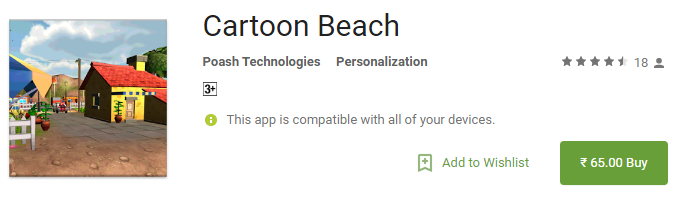 Cartoon Beach
Poash Technologies Personalization
18
3+
This app is compatible with all of your devices.
Add to Wishlist
₹ 65.00 Buy